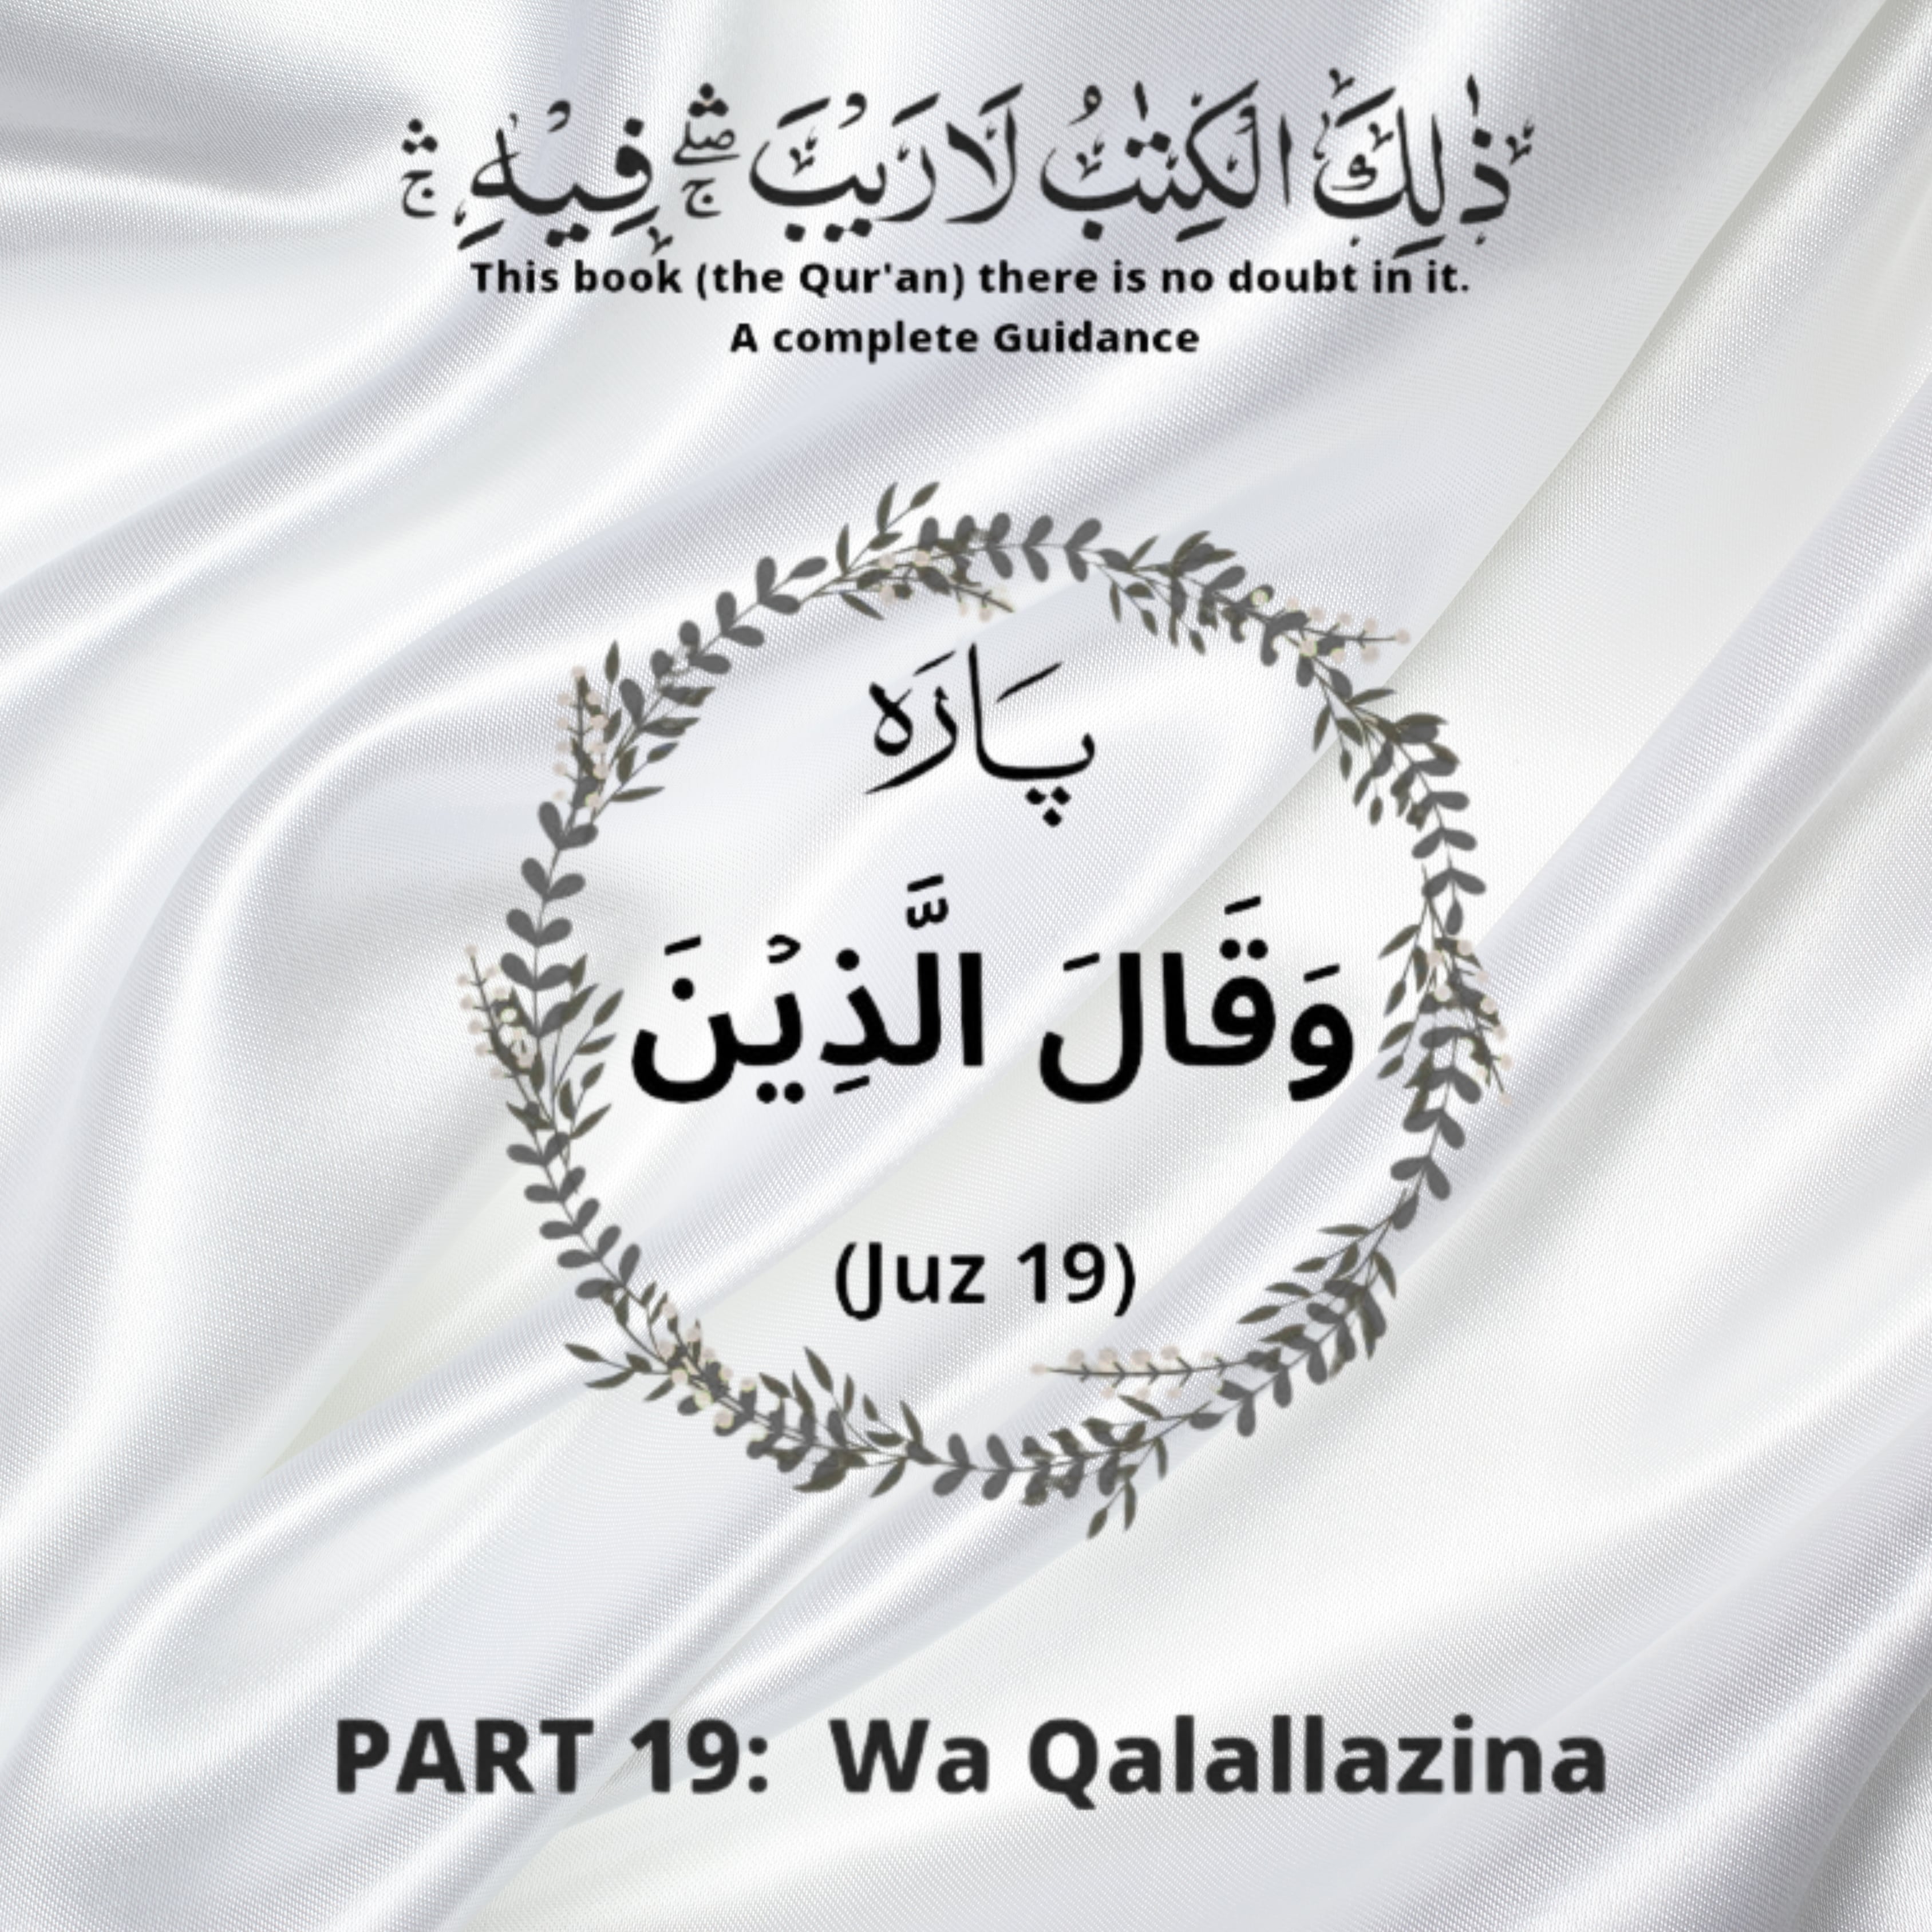 ذٰلِكَ الْكِتٰبُ لَا رَيْبَ ۛۖۚ فِيْهِ ۛۚ
This book (the Qur'an) there is no doubt in it.
A complete Guidance
پَارَه
وَقَالَ الَّذِيْنَ
(Juz 19)
PART 19: Wa Qalallazina